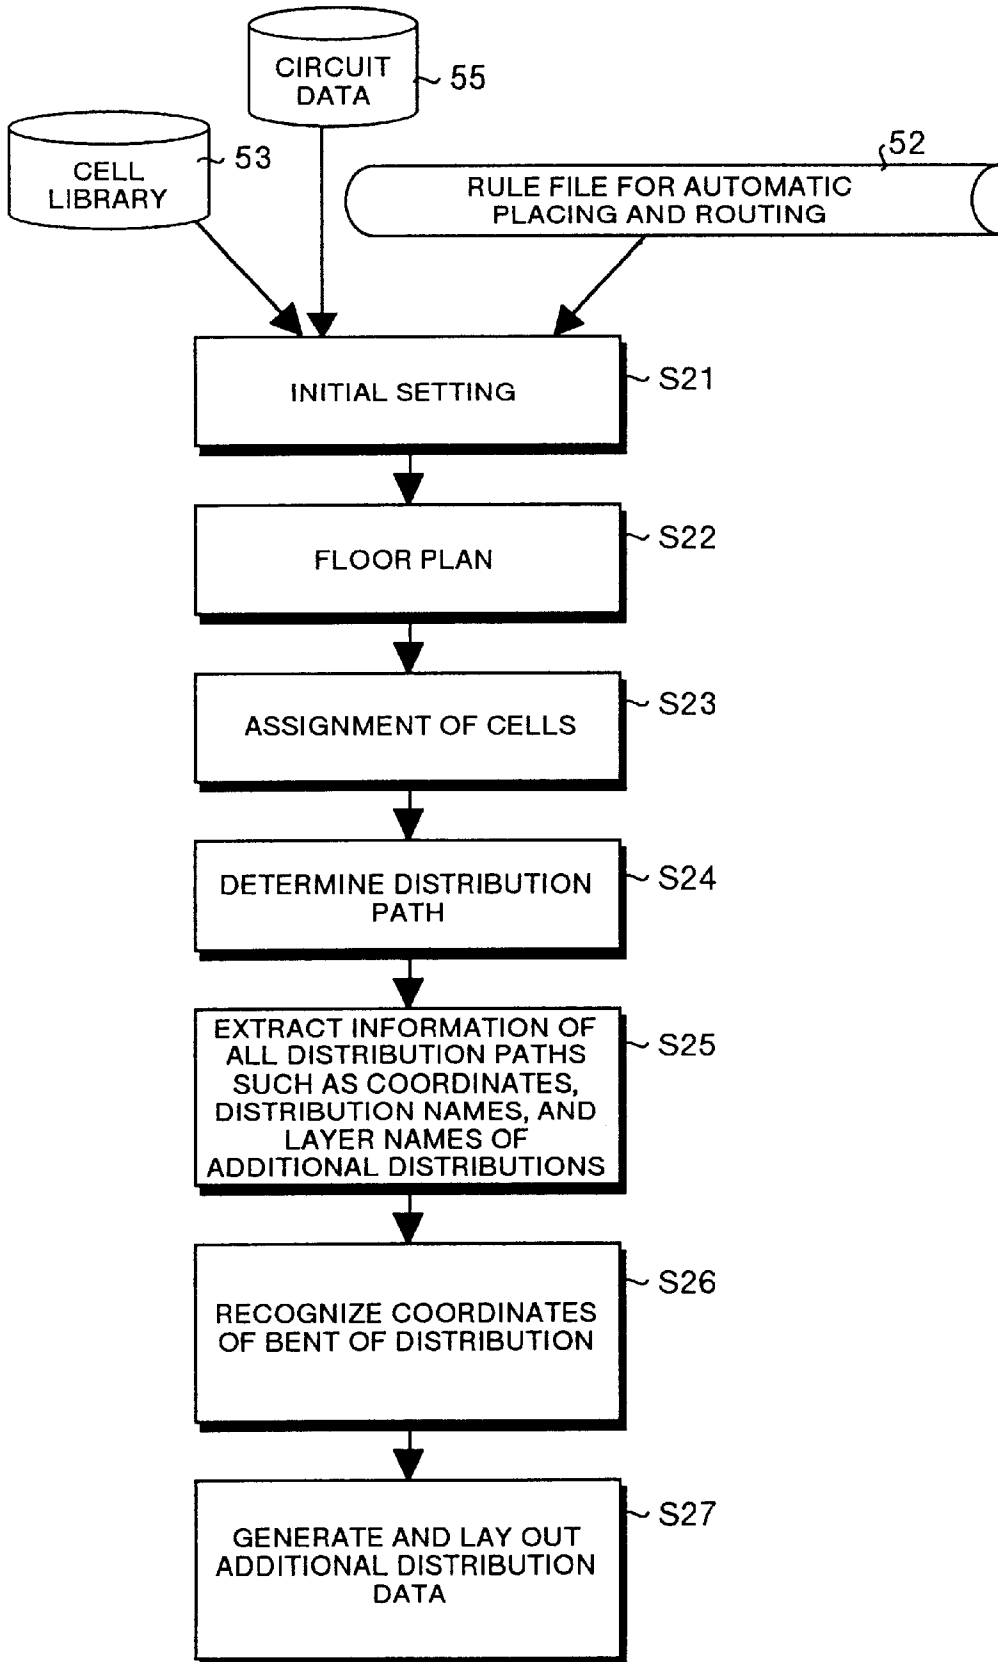 CIRCUIT
DATA
55
CELL
LIBRARY
53
52
RULE FILE FOR AUTOMATIC
PLACING AND ROUTING
INITIAL SETTING
S21
FLOOR PLAN
S22
ASSIGNMENT OF CELLS
S23
DETERMINE DISTRIBUTION
PATH
S24
EXTRACT INFORMATION OF
ALL DISTRIBUTION PATHS
SUCH AS COORDINATES,
DISTRIBUTION NAMES, AND
LAYER NAMES OF
ADDITIONAL DISTRIBUTIONS
S25
RECOGNIZE COORDINATES
OF BENT OF DISTRIBUTION
S26
GENERATE AND LAY OUT
ADDITIONAL DISTRIBUTION
DATA
S27